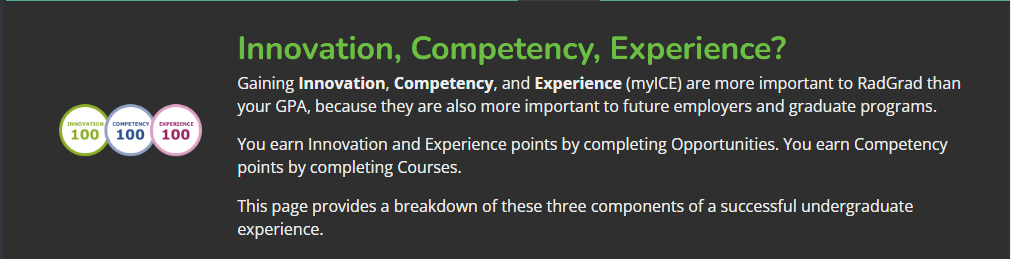 Innovation, Competency, Experience?
Gaining Innovation, Competency, and Experience (myICE) are more important to RadGrad than
your GPA, because they are also more important to future employers and graduate programs.
INNOVATION
100
COMPETENCY
100
EXPERIENCE
100
You earn Innovation and Experience points by completing Opportunities. You earn Competency
points by completing Courses.
This page provides a breakdown of these three components of a successful undergraduate
experience.